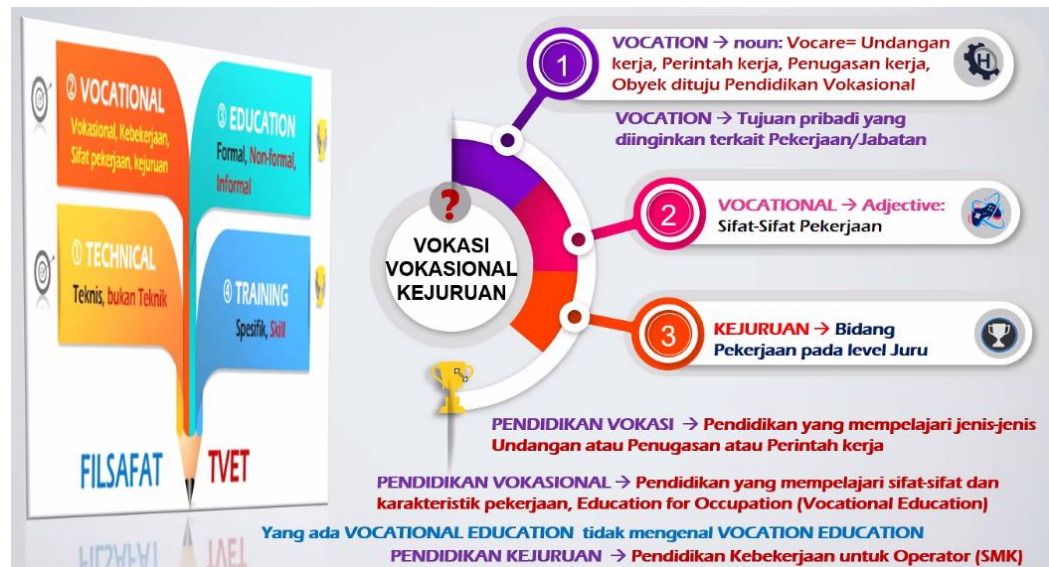 ② VOCATIONAL
Vokasional, Kebekerjaan,
Sifat pekerjaan, kejuruan
③ EDUCATION
Formal, Non-formal,
Informal
① TECHNICAL
Teknis, bukan Teknik
④ TRAINING
Spesifik, Skill
FILSAFAT TVET
?
VOKASI
VOKASIONAL
KEJURUAN
1
VOCATION → noun: Vocare= Undangan
kerja, Perintah kerja, Penugasan kerja,
Obyek dituju Pendidikan Vokasional
H
VOCATION → Tujuan pribadi yang
diinginkan terkait Pekerjaan/Jabatan
2
VOCATIONAL → Adjective:
Sifat-Sifat Pekerjaan
3
KEJURUAN → Bidang
Pekerjaan pada level Juru
PENDIDIKAN VOKASI → Pendidikan yang mempelajari jenis-jenis
Undangan atau Penugasan atau Perintah kerja
PENDIDIKAN VOKASIONAL → Pendidikan yang mempelajari sifat-sifat dan
karakteristik pekerjaan, Education for Occupation (Vocational Education)
Yang ada VOCATIONAL EDUCATION tidak mengenal VOCATION EDUCATION
PENDIDIKAN KEJURUAN → Pendidikan Kebekerjaan untuk Operator (SMK)